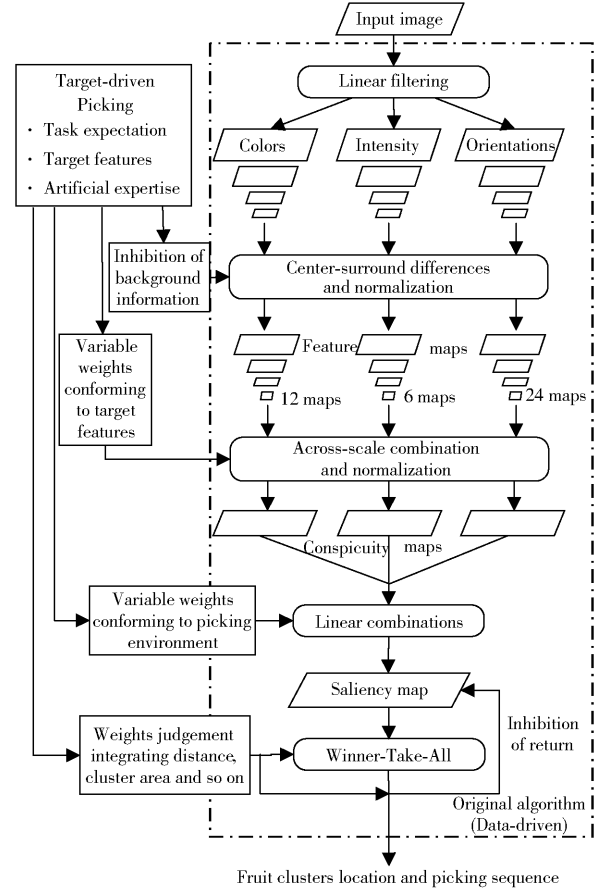 Input image
Linear filtering
Target-driven
Picking
· Task expectation
· Target features
· Artificial expertise
Colors
Intensity
Orientations
Inhibition of
background
information
Center-surround differences
and normalization
Variable
weights
conforming
to target
features
Feature maps
12 maps
6 maps
24 maps
Across-scale combination
and normalization
Conspicuity maps
Variable weights
conforming to picking
environment
Linear combinations
Saliency map
Weights judgement
integrating distance,
cluster area and so on
Winner-Take-All
Inhibition
of return
Original algorithm
(Data-driven)
Fruit clusters location and picking sequence